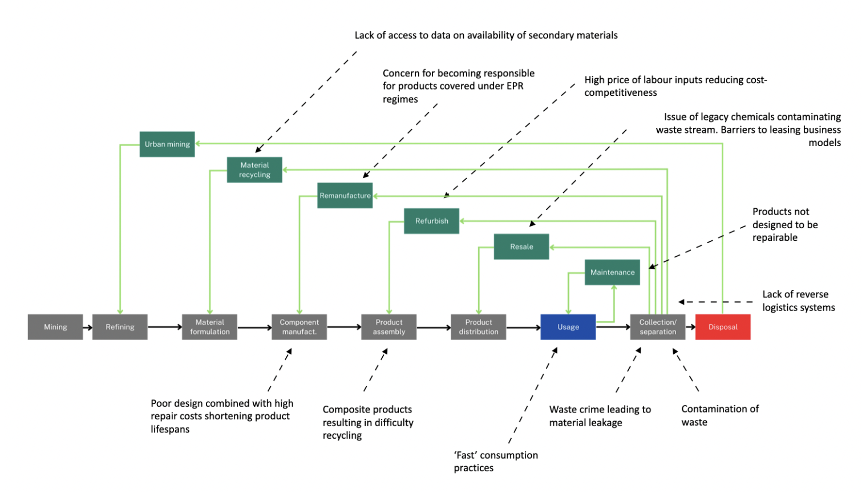 Lack of access to data on availability of secondary materials
Concern for becoming responsible
for products covered under EPR
regimes
High price of labour inputs reducing cost-
competitiveness
Issue of legacy chemicals contaminating
waste stream. Barriers to leasing business
models
Urban mining
Material
recycling
Remanufacture
Refurbish
Resale
Maintenance
Products not
designed to be
repairable
Lack of reverse
logistics systems
Mining
Refining
Material
formulation
Component
manufact.
Product
assembly
Product
distribution
Usage
Collection/
separation
Disposal
Poor design combined with high
repair costs shortening product
lifespans
Composite products
resulting in difficulty
recycling
‘Fast’ consumption
practices
Waste crime leading to
material leakage
Contamination of
waste